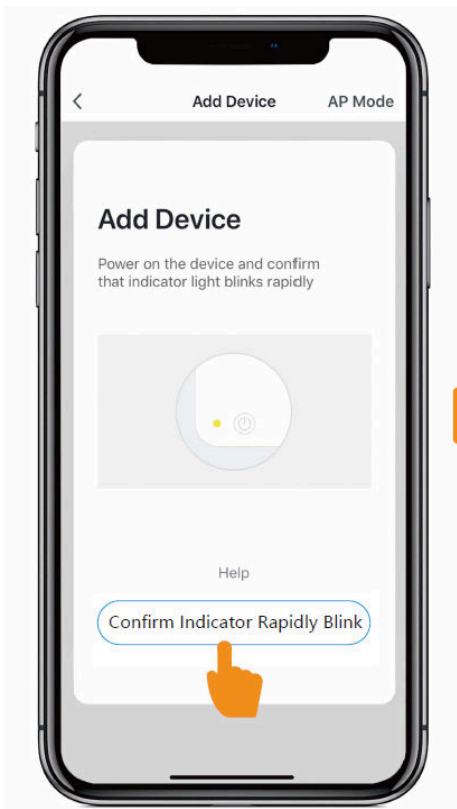 Add Device AP Mode
Add Device
Power on the device and confirm
that indicator light blinks rapidly
Help
Confirm Indicator Rapidly Blink